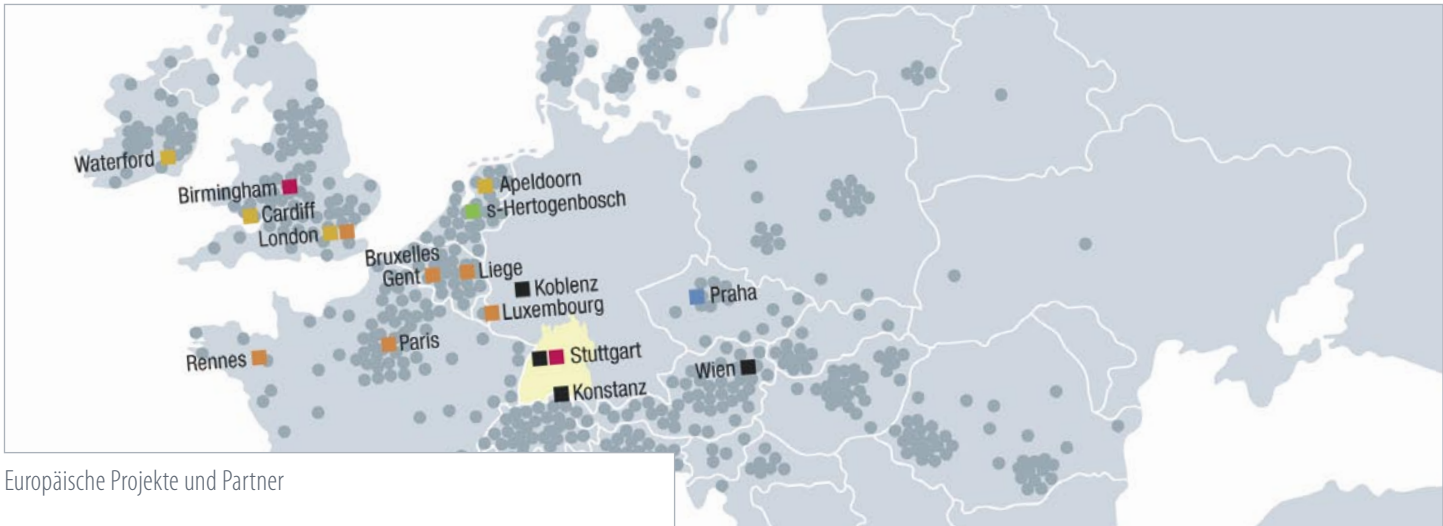 Waterford
Birmingham
Cardiff
London
Apeldoorn
s-Hertogenbosch
Bruxelles
Gent
Liege
Koblenz
Luxembourg
Praha
Rennes
Paris
Stuttgart
Wien
Konstanz
Europäische Projekte und Partner